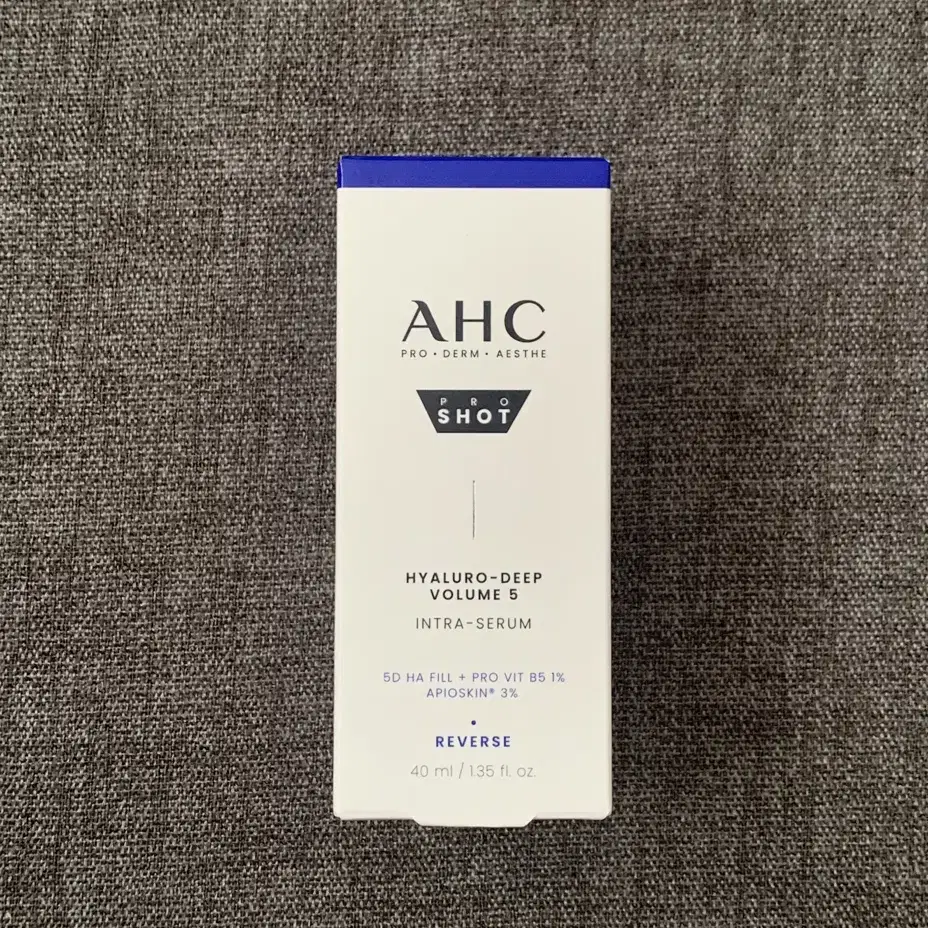 AHC
PRO • DERM • AESTHE
PRO
SHOT
HYALURO-DEEP
VOLUME 5
INTRA-SERUM
5D HA FILL + PRO VIT B5 1%
APIOSKIN® 3%
•
REVERSE
40 ml / 1.35 fl. oz.